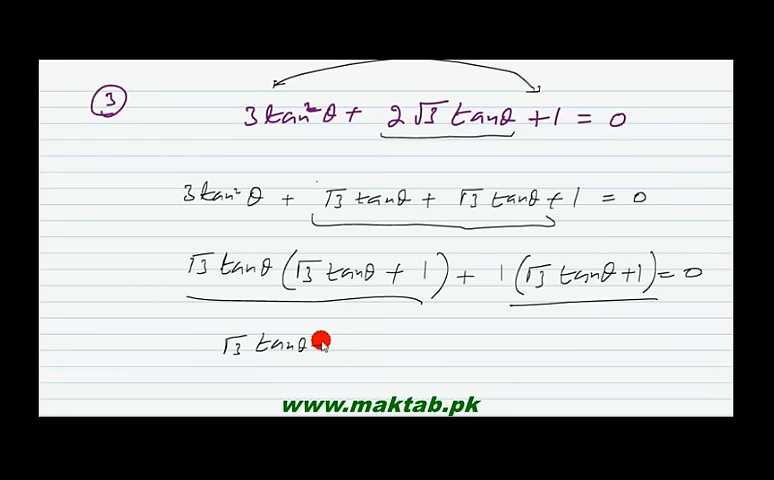 3
3tan²θ + 2√3 tanθ + 1 = 0
3tan²θ + √3 tanθ + √3 tanθ + 1 = 0
√3 tanθ (√3 tanθ + 1) + 1 (√3 tanθ + 1) = 0
√3 tanθ
www.maktab.pk